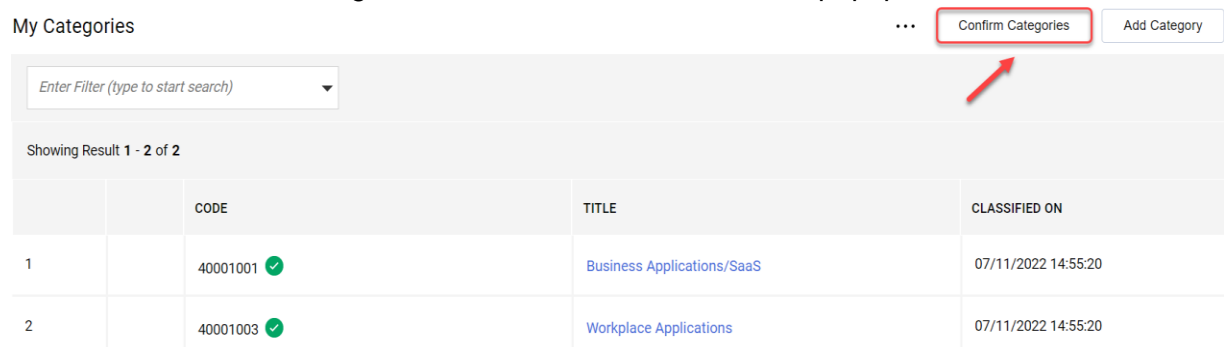 My Categories ... Confirm Categories Add Category
Enter Filter (type to start search)
Showing Result 1 - 2 of 2
CODE TITLE CLASSIFIED ON
1 40001001 Business Applications/SaaS 07/11/2022 14:55:20
2 40001003 Workplace Applications 07/11/2022 14:55:20